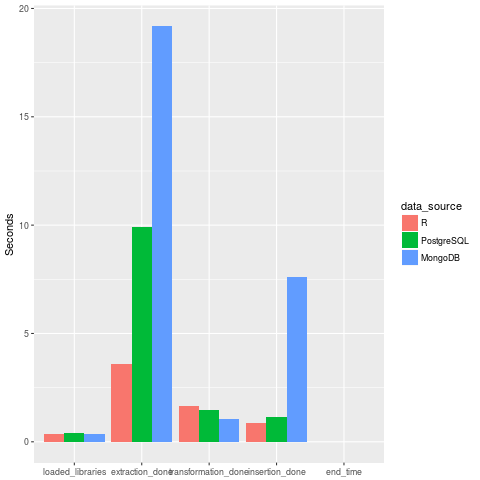 20
15
10
5
0
Seconds
loaded_libraries
extraction_done
transformation_done
insertion_done
end_time
data_source
R
PostgreSQL
MongoDB